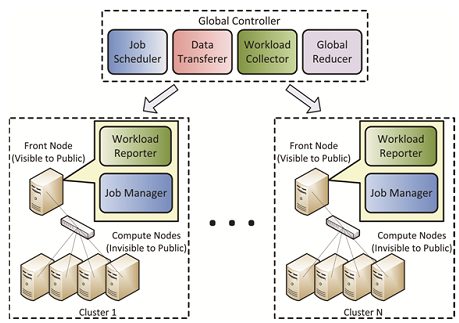 Global Controller
Job
Scheduler
Data
Transferer
Workload
Collector
Global
Reducer
Front Node
(Visible to Public)
Workload
Reporter
Job Manager
Compute Nodes
(Invisible to Public)
Cluster 1
Front Node
(Visible to Public)
Workload
Reporter
Job Manager
Compute Nodes
(Invisible to Public)
Cluster N